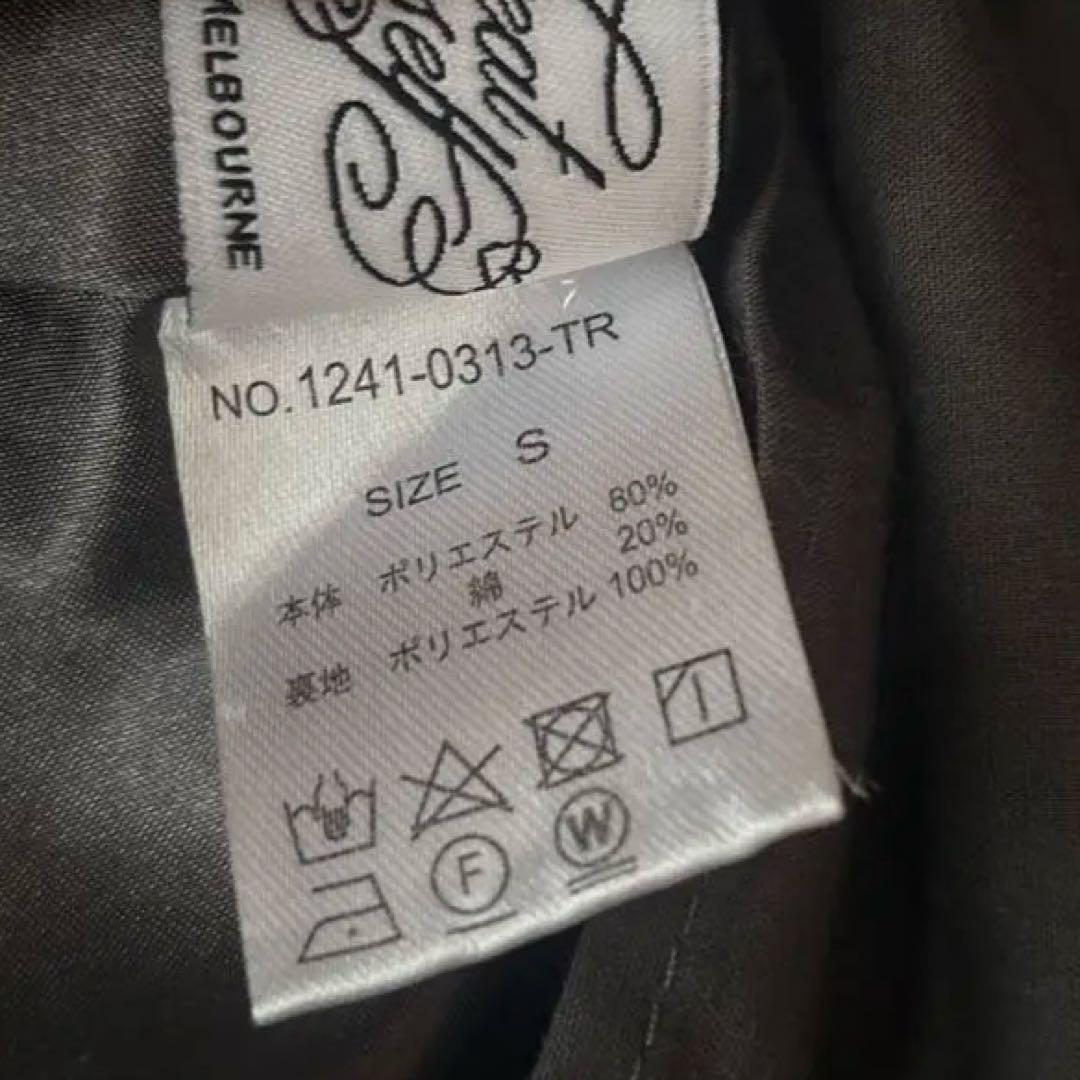 MELBOURNE
NO.1241-0313-TR
SIZE S
本体 ポリエステル 80%
綿 20%
裏地 ポリエステル 100%
F W